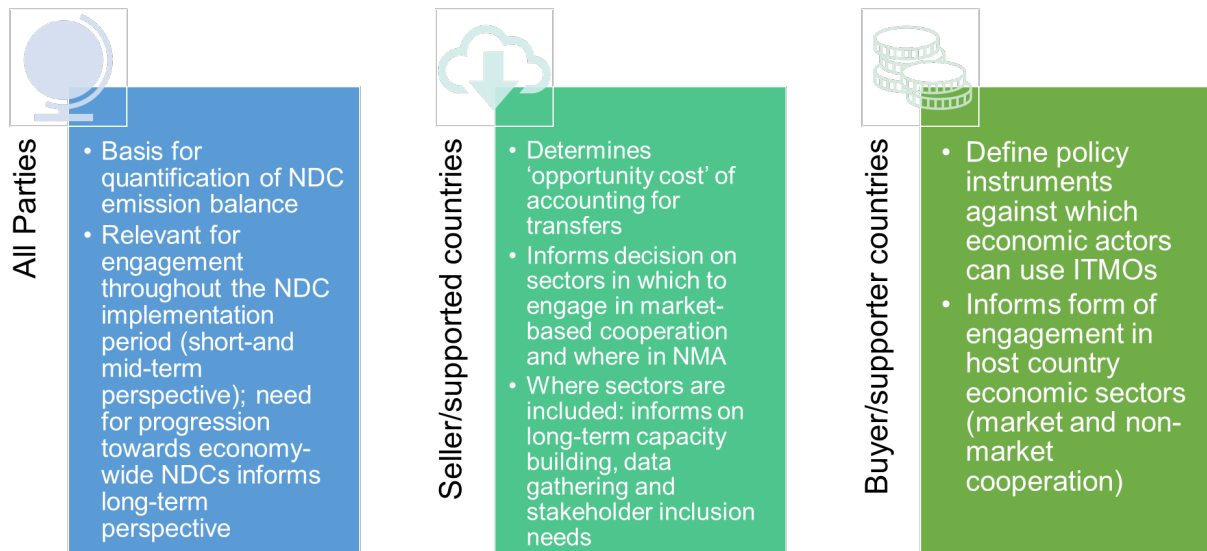 All Parties
• Basis for
quantification of NDC
emission balance
• Relevant for
engagement
throughout the NDC
implementation
period (short-and
mid-term
perspective); need
for progression
towards economy-
wide NDCs informs
long-term
perspective
Seller/supported countries
• Determines
‘opportunity cost’ of
accounting for
transfers
• Informs decision on
sectors in which to
engage in market-
based cooperation
and where in NMA
• Where sectors are
included: informs on
long-term capacity
building, data
gathering and
stakeholder inclusion
needs
Buyer/supporter countries
• Define policy
instruments
against which
economic actors
can use ITMOs
• Informs form of
engagement in
host country
economic sectors
(market and non-
market
cooperation)